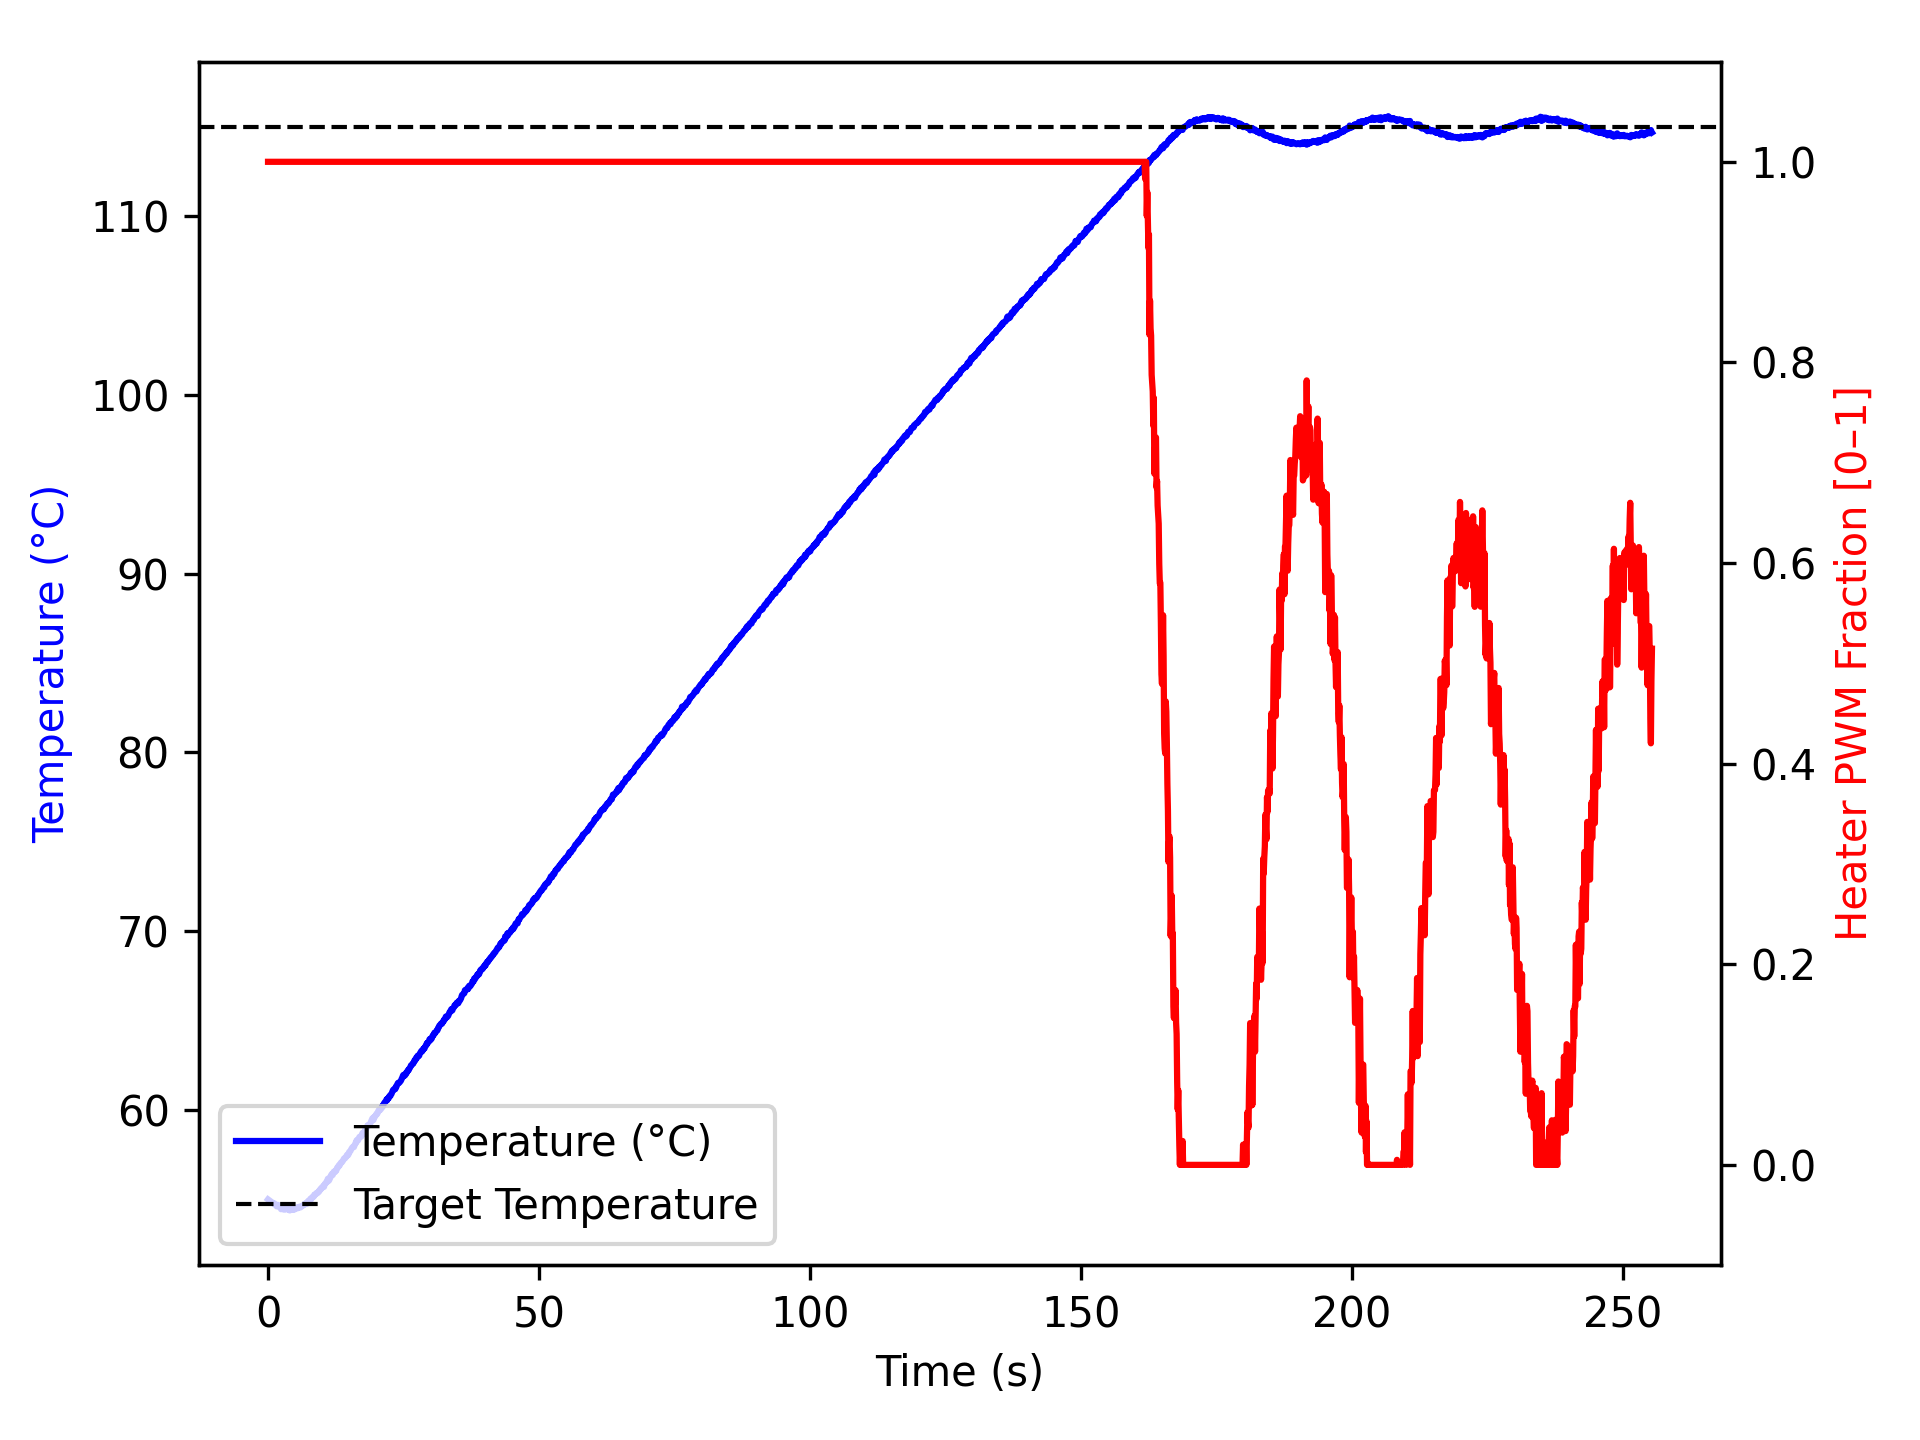 110
100
90
80
70
60
Temperature (°C)
1.0
0.8
0.6
0.4
0.2
0.0
Heater PWM Fraction [0–1]
Temperature (°C)
Target Temperature
0 50 100 150 200 250
Time (s)